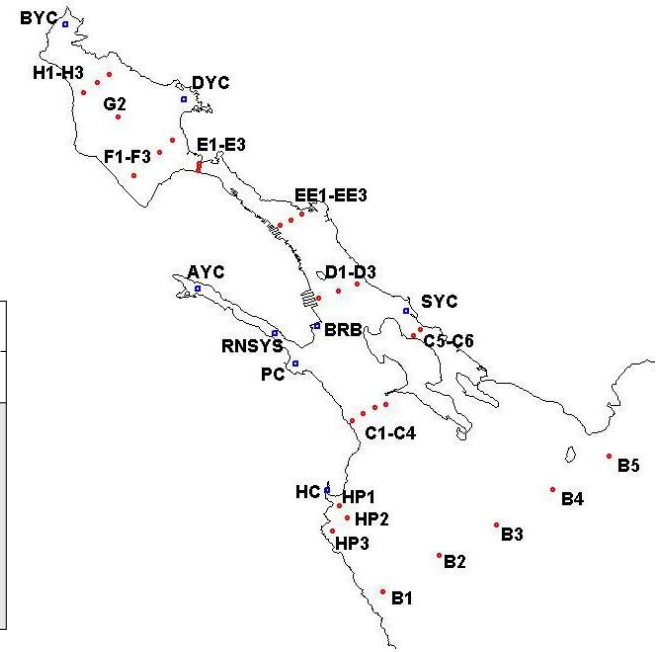 BYC
H1-H3
DYC
G2
E1-E3
F1-F3
EE1-EE3
AYC
D1-D3
SYC
BRB
C5-C6
RNSYS
PC
C1-C4
B5
HC
HP1
B4
HP2
B3
HP3
B2
B1